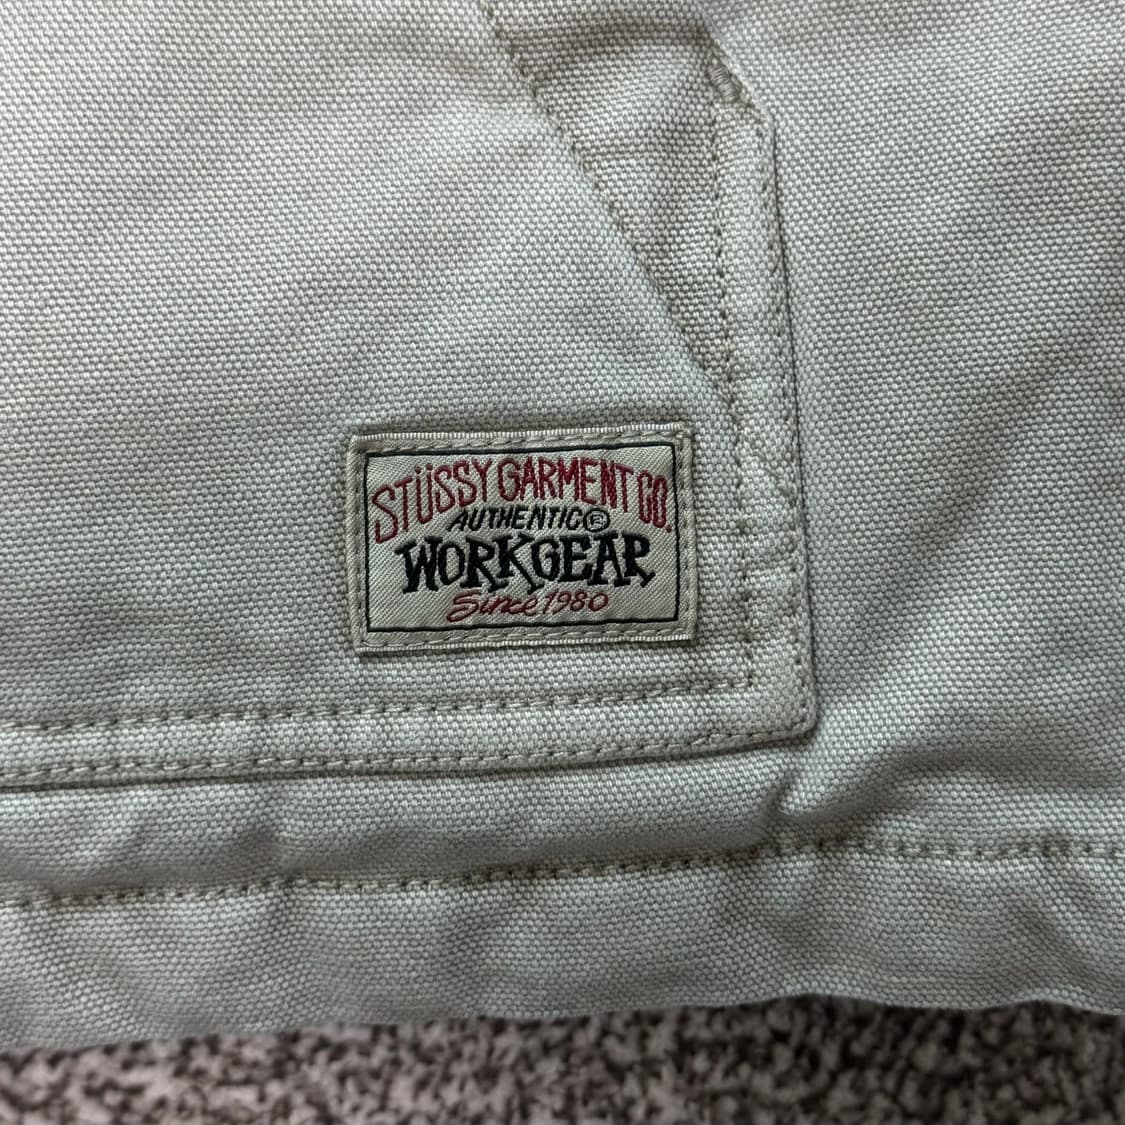 STÜSSY GARMENT CO.
AUTHENTIC®
WORKGEAR
Since 1980